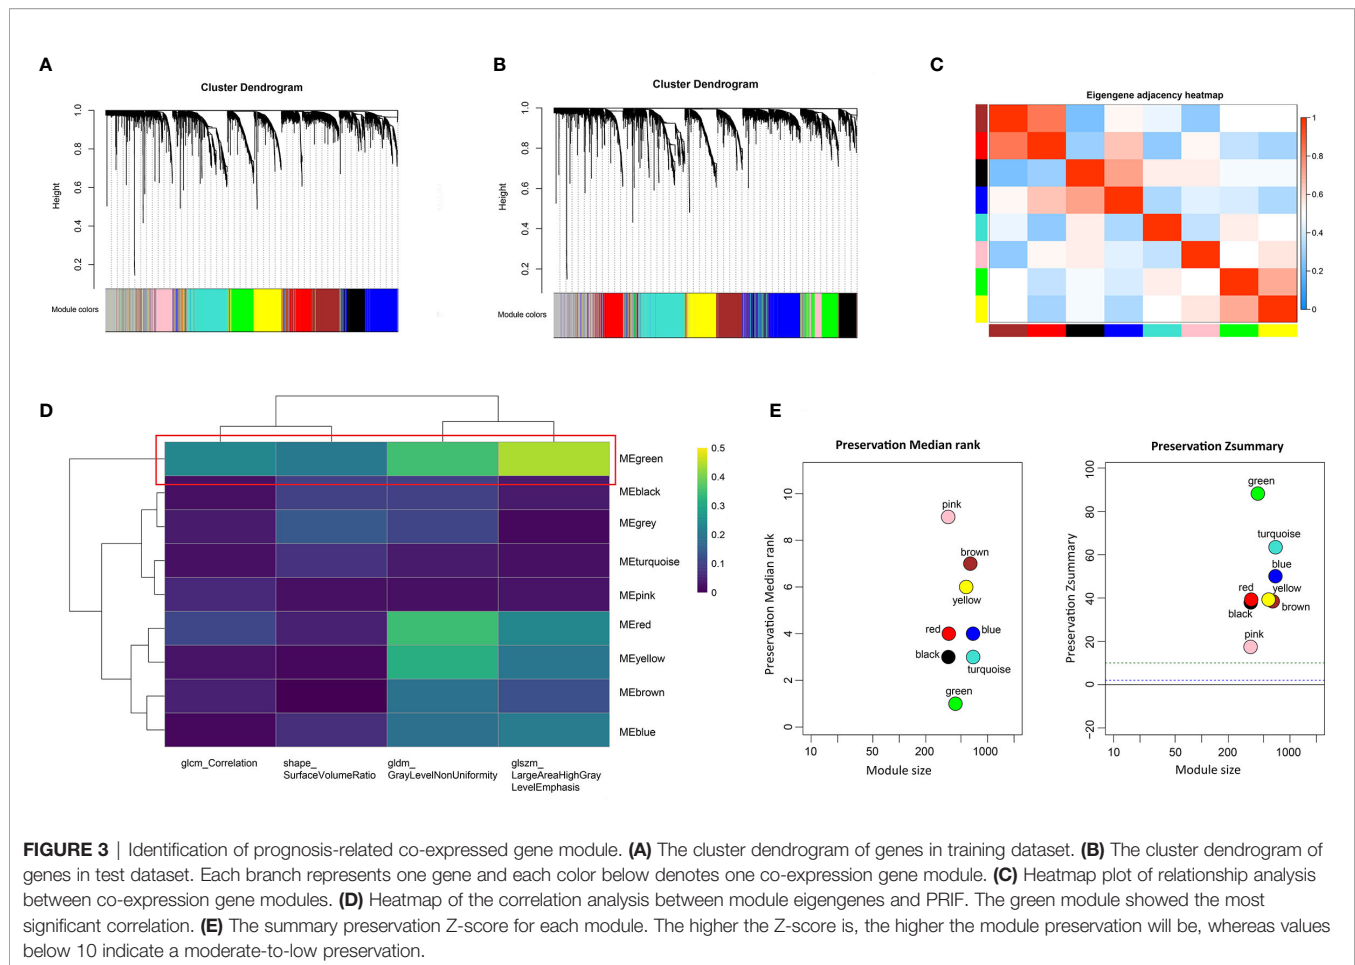 A
Cluster Dendrogram
Height
1.0
0.8
0.6
0.4
0.2
Module colors
B
Cluster Dendrogram
Height
1.0
0.8
0.6
0.4
0.2
Module colors
C
Eigengene adjacency heatmap
1
0.8
0.6
0.4
0.2
0
D
0.5
0.4
0.3
0.2
0.1
0
MEgreen
MEblack
MEgrey
MEturquoise
MEpink
MEred
MEyellow
MEbrown
MEblue
glcm_Correlation
shape_
SurfaceVolumeRatio
gldm_
GrayLevelNonUniformity
glszm_
LargeAreaHighGray
LevelEmphasis
E
Preservation Median rank
Preservation Median rank
10
8
6
4
2
0
pink
brown
yellow
red
blue
black
turquoise
green
10 50 200 1000
Module size
Preservation Zsummary
Preservation Zsummary
100
80
60
40
20
0
−20
green
turquoise
blue
red
yellow
black
brown
pink
10 50 200 1000
Module size
FIGURE 3 | Identification of prognosis-related co-expressed gene module. (A) The cluster dendrogram of genes in training dataset. (B) The cluster dendrogram of
genes in test dataset. Each branch represents one gene and each color below denotes one co-expression gene module. (C) Heatmap plot of relationship analysis
between co-expression gene modules. (D) Heatmap of the correlation analysis between module eigengenes and PRIF. The green module showed the most
significant correlation. (E) The summary preservation Z-score for each module. The higher the Z-score is, the higher the module preservation will be, whereas values
below 10 indicate a moderate-to-low preservation.